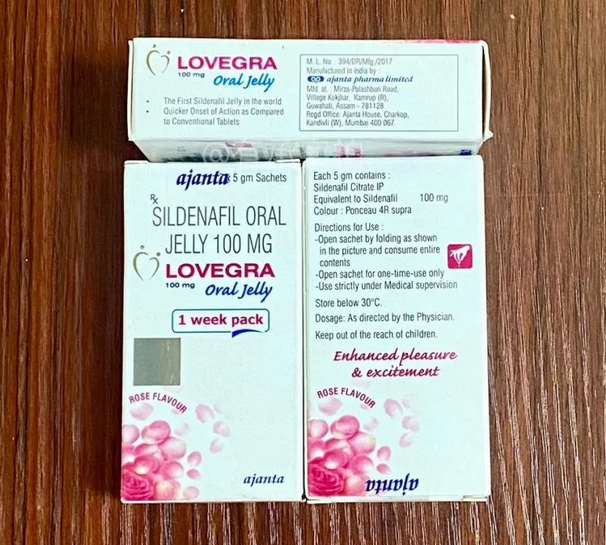 LOVEGRA
100 mg
Oral Jelly
• The First Sildenafil Jelly in the world
• Quicker Onset of Action as Compared
to Conventional Tablets
M. L. No. : 394/DR/Mfg./2017
Manufactured in India by :
ajanta pharma limited
Mfd. at : Mirza-Palashbari Road,
Village Kokjhar, Kamrup (R),
Guwahati, Assam - 781128.
Regd Office: Ajanta House, Charkop,
Kandivli (W), Mumbai 400 067.
ajanta 5 gm Sachets
Rx
SILDENAFIL ORAL
JELLY 100 MG
LOVEGRA
100 mg
Oral Jelly
1 week pack
ROSE FLAVOUR
ajanta
Each 5 gm contains :
Sildenafil Citrate IP
Equivalent to Sildenafil 100 mg
Colour : Ponceau 4R supra
Directions for Use :
-Open sachet by folding as shown
in the picture and consume entire
contents
-Open sachet for one-time-use only
-Use strictly under Medical supervision
Store below 30°C.
Dosage: As directed by the Physician.
Keep out of the reach of children.
Enhanced pleasure
& excitement
ROSE FLAVOUR
ajanta